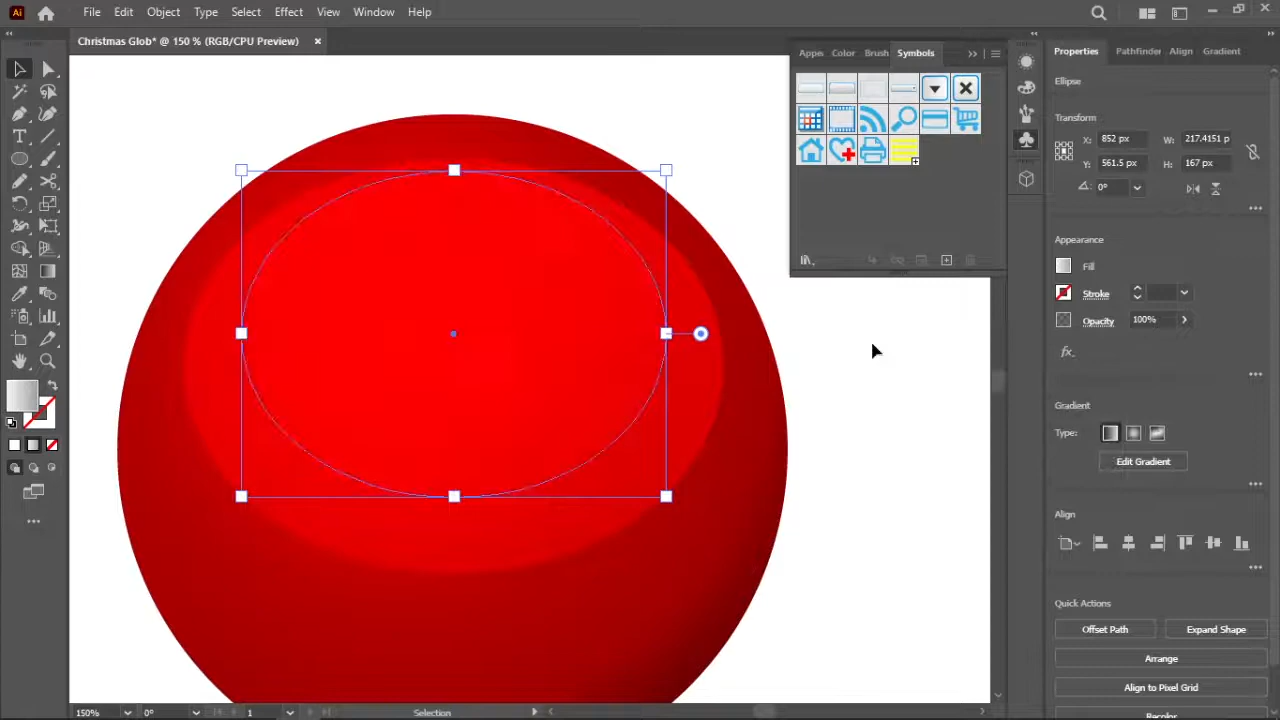 Ai File Edit Object Type Select Effect View Window Help
Christmas Glob* @ 150 % (RGB/CPU Preview) ×
Appe Color Brush Symbols
Properties Pathfinder Align Gradient
Ellipse
Transform
X: 852 px W: 217.4151 p
Y: 561.5 px H: 167 px
0°
Appearance
Fill
Stroke
Opacity 100%
fx.
Gradient
Type:
Edit Gradient
Align
Quick Actions
Offset Path Expand Shape
Arrange
Align to Pixel Grid
Recolor
150% 0° 1 Selection